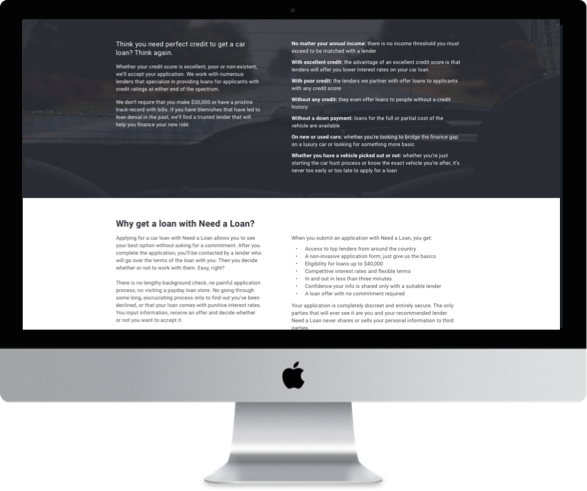 Think you need perfect credit to get a car
loan? Think again.
Whether your credit score is excellent, poor or non-existent,
we'll accept your application. We work with numerous
lenders that specialize in providing loans for applicants with
credit ratings at either end of the spectrum.
We don't require that you make $30,000 or have a pristine
track-record with bills. If you have blemishes that have led to
loan denial in the past, we'll find a trusted lender that will
help you finance your new ride.
No matter your annual income: there is no income threshold you must
exceed to be matched with a lender
With excellent credit: the advantage of an excellent credit score is that
lenders will offer you lower interest rates on your car loan
With poor credit: the lenders we partner with offer loans to applicants
with any credit score
Without any credit: they even offer loans to people without a credit
history
Without a down payment: loans for the full or partial cost of the
vehicle are available
On new or used cars: whether you're looking to bridge the finance gap
on a luxury car or looking for something more basic
Whether you have a vehicle picked out or not: whether you're just
starting the car hunt process or know the exact vehicle you're after, it's
never too early or too late to apply for a loan
Why get a loan with Need a Loan?
Applying for a car loan with Need a Loan allows you to see
your best option without asking for a commitment. After you
complete the application, you'll be contacted by a lender who
will go over the terms of the loan with you. Then you decide
whether or not to work with them. Easy, right?
There is no lengthy background check, no painful application
process, no visiting a payday loan store. No going through
some long, excruciating process only to find out you've been
declined, or that your loan comes with punitive interest rates.
You input information, receive an offer and decide whether
or not you want to accept it.
When you submit an application with Need a Loan, you get:
• Access to top lenders from around the country
• A non-invasive application form; just give us the basics
• Eligibility for loans up to $40,000
• Competitive interest rates and flexible terms
• In and out in less than three minutes
• Confidence your info is shared only with a suitable lender
• A loan offer with no commitment required
Your application is completely discreet and entirely secure. The only
parties that will ever see it are you and your recommended lender.
Need a Loan never shares or sells your personal information to third
parties